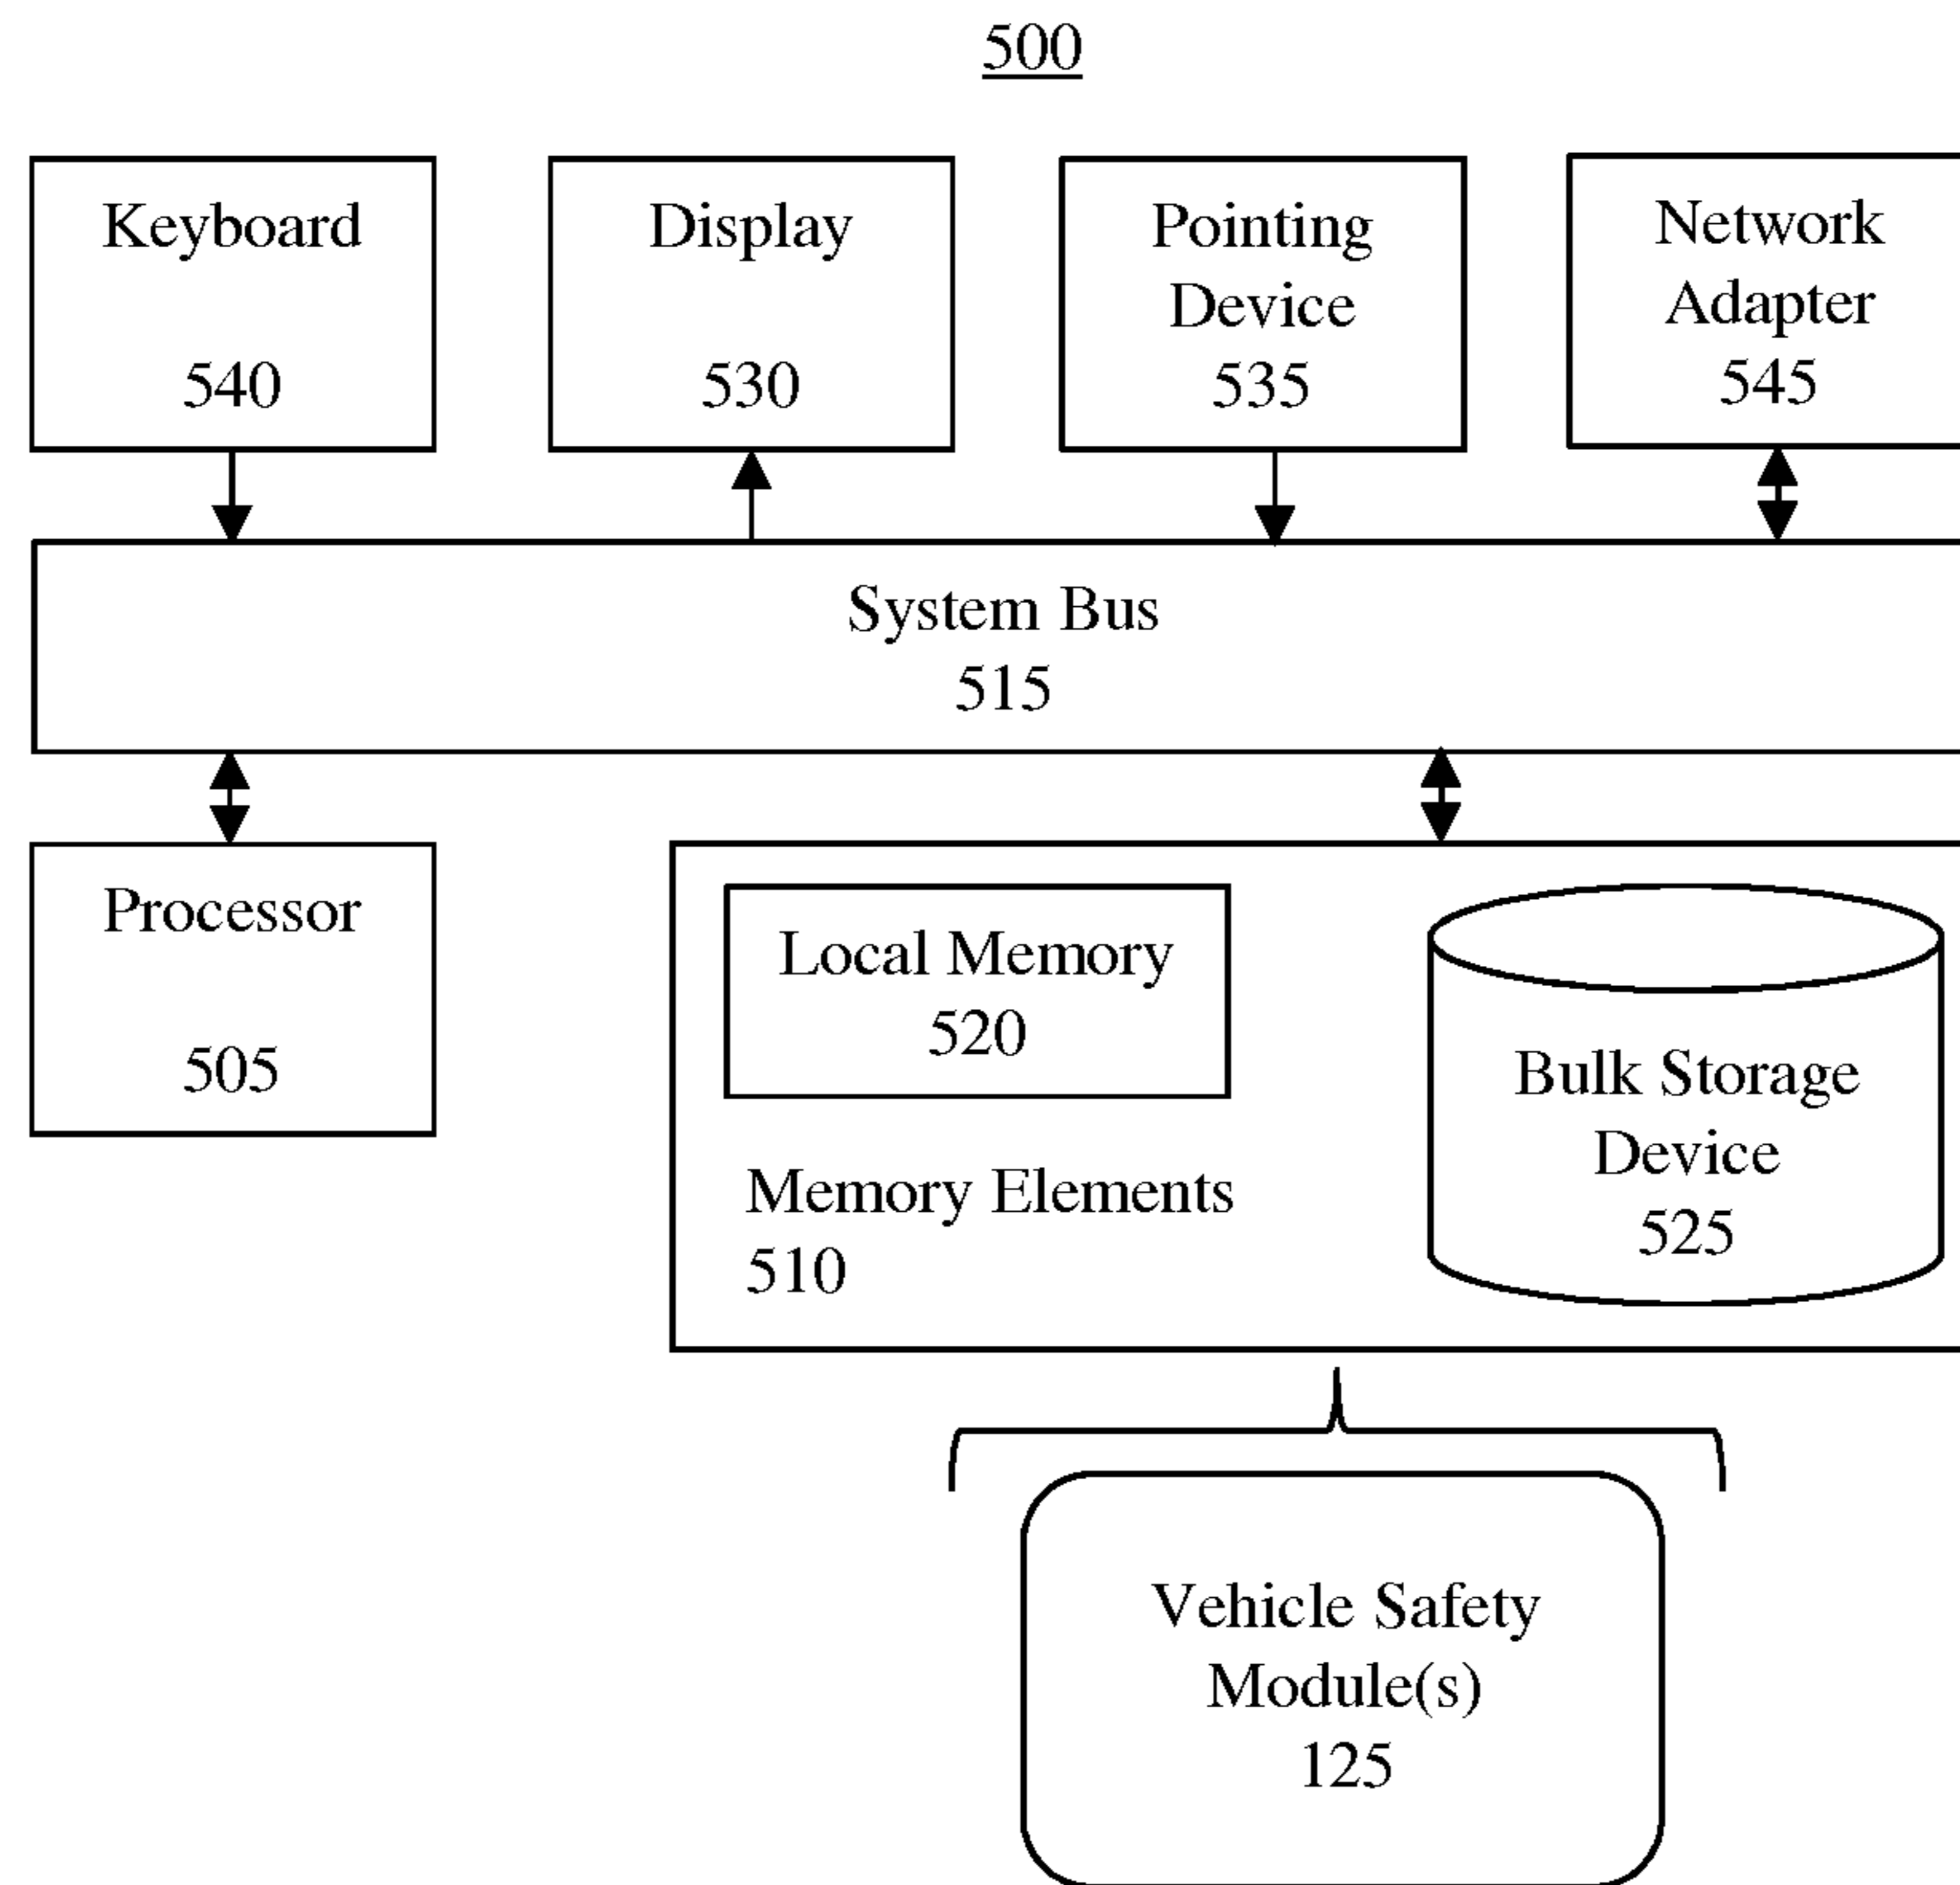 500
Keyboard
540
Display
530
Pointing
Device
535
Network
Adapter
545
System Bus
515
Processor
505
Local Memory
520
Memory Elements
510
Bulk Storage
Device
525
Vehicle Safety
Module(s)
125